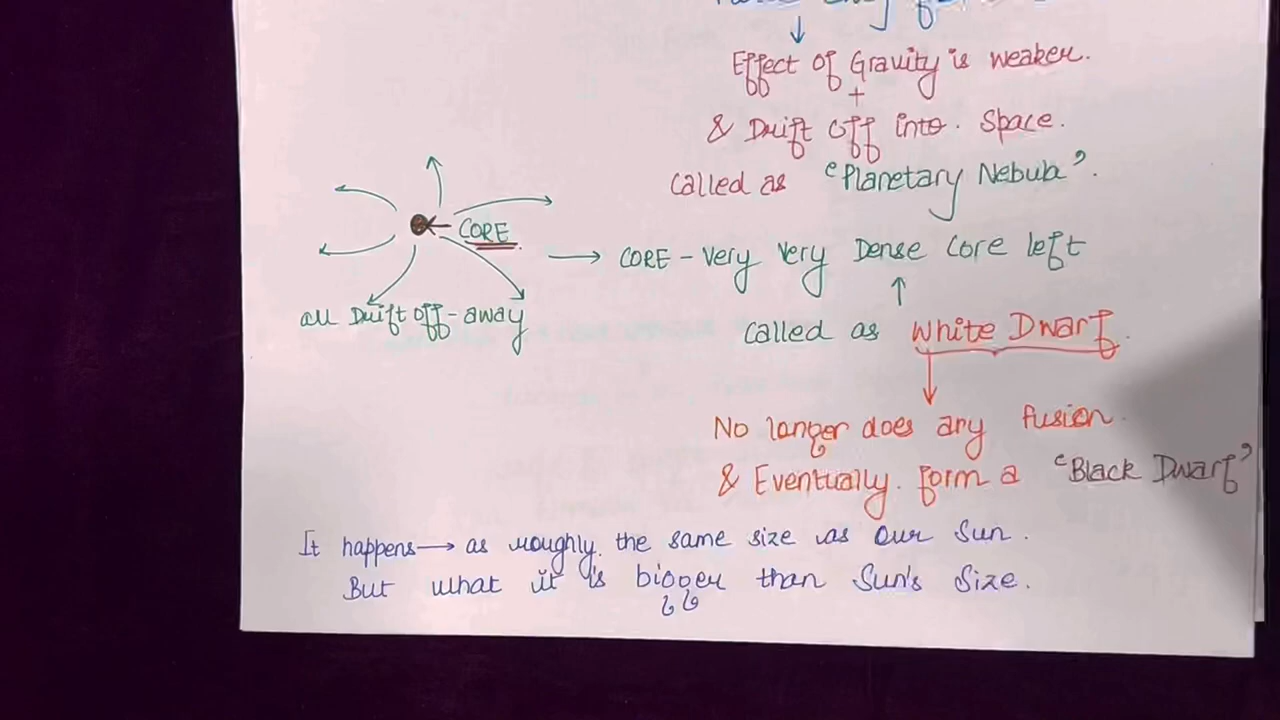 Effect of Gravity is weaker.
+
& Drift off into. Space.
called as "Planetary Nebula".
CORE
→ CORE - Very Very Dense Core left
all Drift off - away
↑
called as White Dwarf.
No longer does any fusion.
& Eventually. form a "Black Dwarf"
It happens → as roughly. the same size as our Sun.
But what it is bigger than Sun's Size.